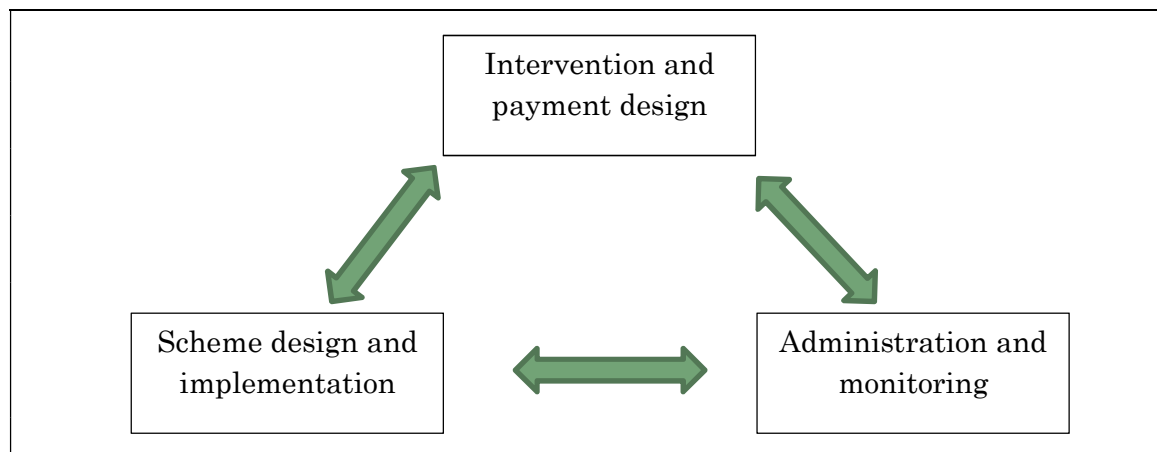 Intervention and
payment design
Scheme design and
implementation
Administration and
monitoring